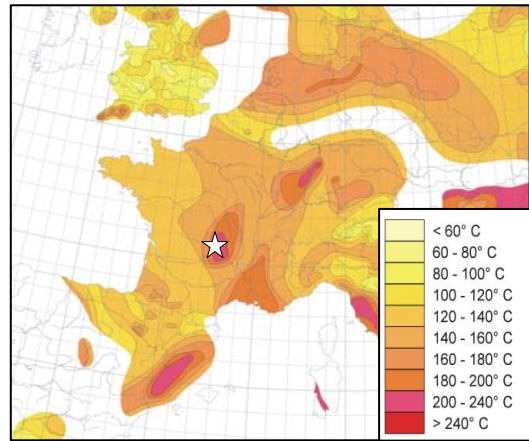 < 60° C
60 - 80° C
80 - 100° C
100 - 120° C
120 - 140° C
140 - 160° C
160 - 180° C
180 - 200° C
200 - 240° C
> 240° C